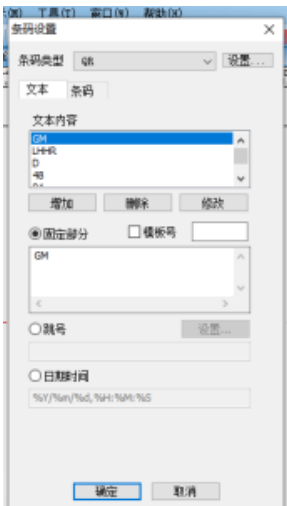 工具(T) 窗口(W) 帮助(H)
条码设置
条码类型 QR 设置...
文本 条码
文本内容
GM
LHHR
D
48
增加 删除 修改
固定部分 模板号
GM
跳号 设置...
日期时间
%Y/%m/%d,%H:%M:%S
确定 取消